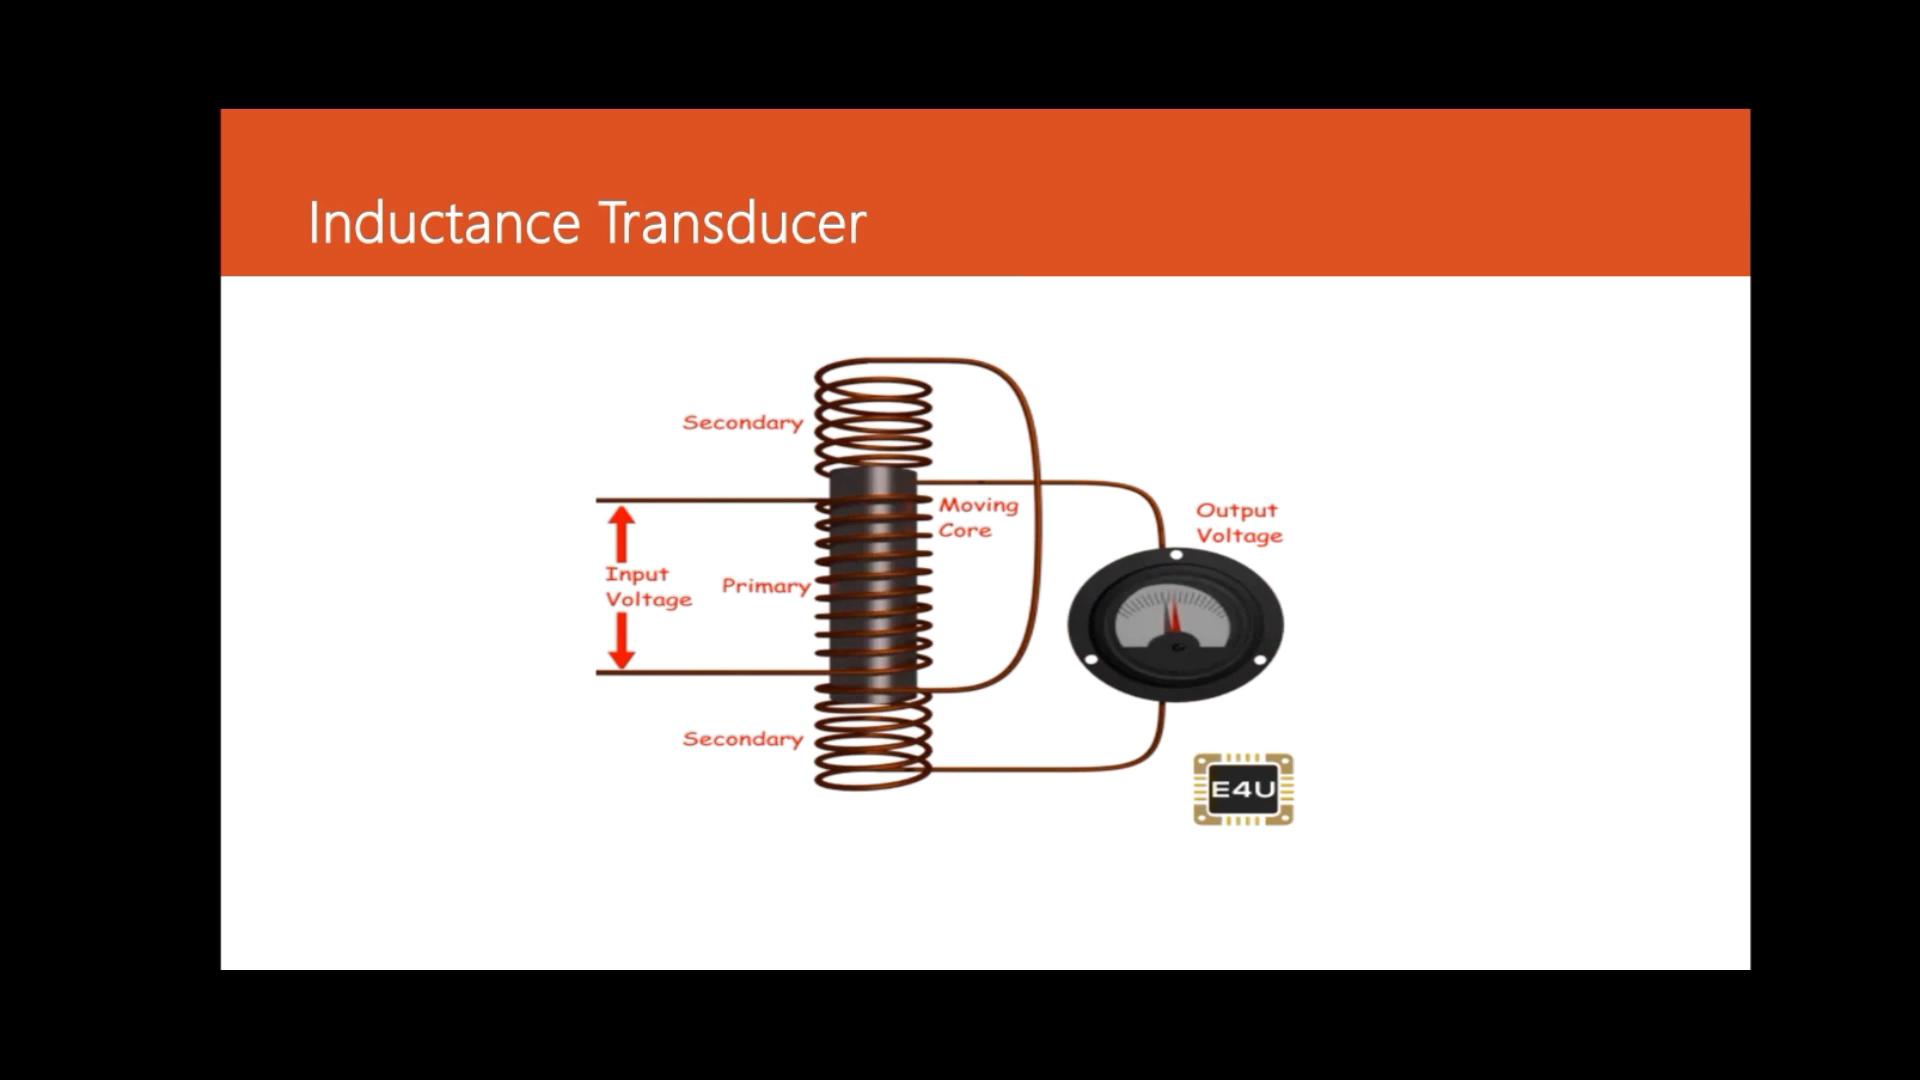 Inductance Transducer
Secondary
Moving
Core
Output
Voltage
Input
Voltage
Primary
Secondary
E4U